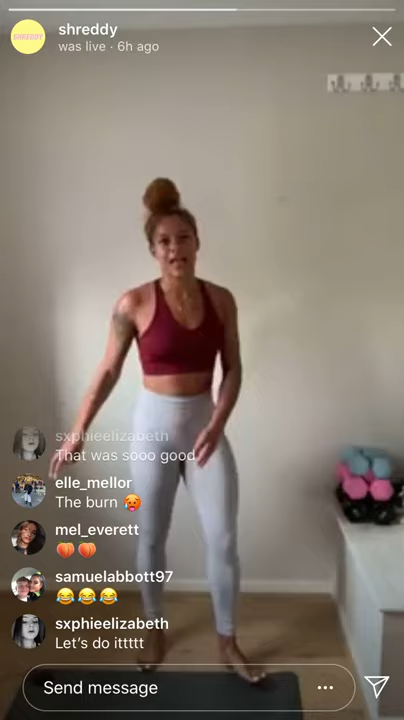 SHREDDY
shreddy
was live · 6h ago
sxphieelizabeth
That was sooo good
elle_mellor
The burn 🥵
mel_everett
🍑🍑
samuelabbott97
😂😂😂
sxphieelizabeth
Let's do ittttt
Send message